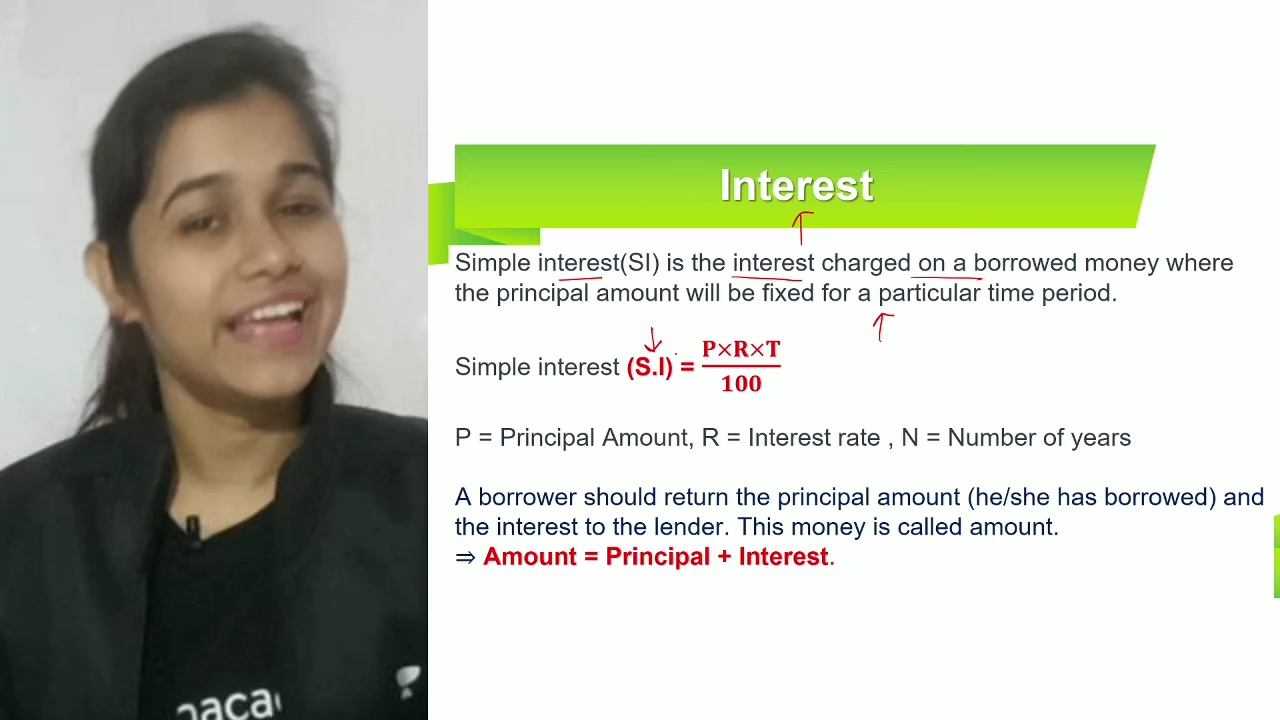 Interest
Simple interest(SI) is the interest charged on a borrowed money where
the principal amount will be fixed for a particular time period.
Simple interest (S.I) = P×R×T
100
P = Principal Amount, R = Interest rate , N = Number of years
A borrower should return the principal amount (he/she has borrowed) and
the interest to the lender. This money is called amount.
⇒ Amount = Principal + Interest.